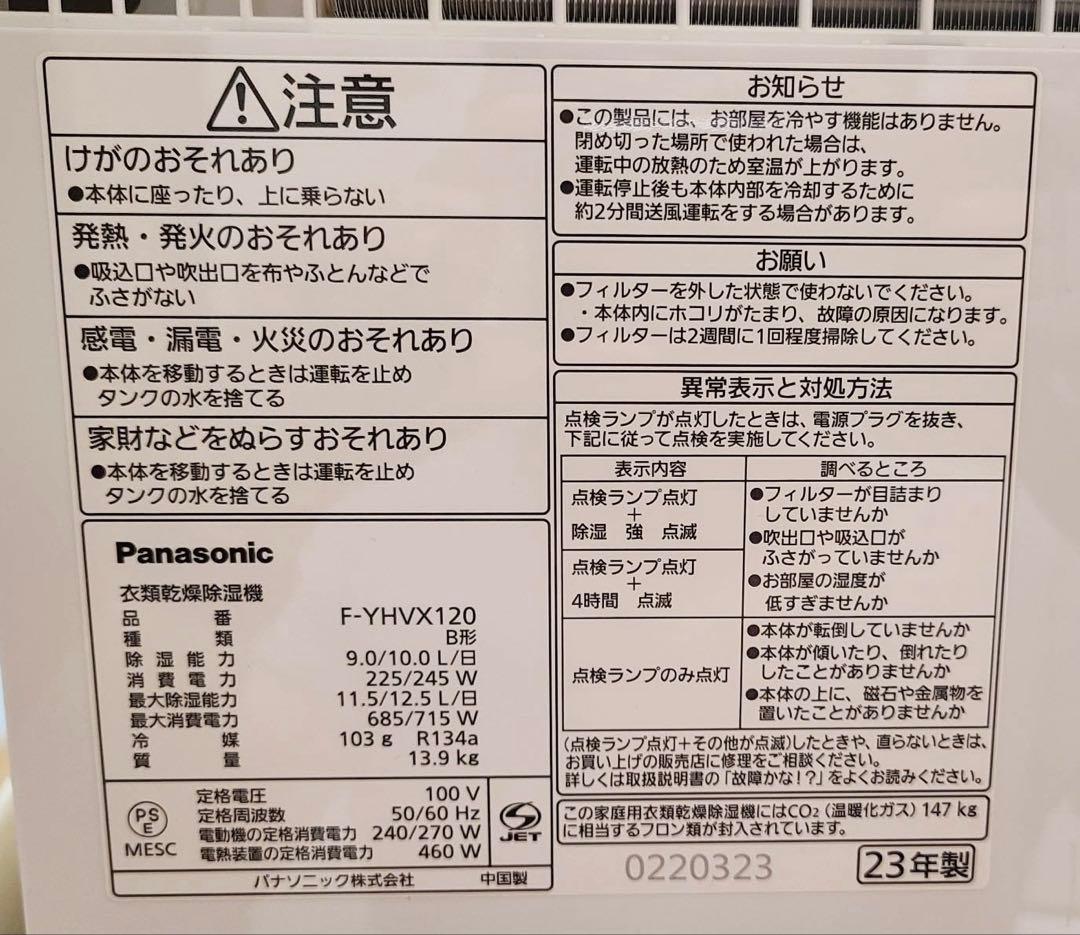 注意
けがのおそれあり
●本体に座ったり、上に乗らない
発熱・発火のおそれあり
●吸込口や吹出口を布やふとんなどで
ふさがない
感電・漏電・火災のおそれあり
●本体を移動するときは運転を止め
タンクの水を捨てる
家財などをぬらすおそれあり
●本体を移動するときは運転を止め
タンクの水を捨てる
Panasonic
衣類乾燥除湿機
品番 F-YHVX120
種類 B形
除湿能力 9.0/10.0 L/日
消費電力 225/245 W
最大除湿能力 11.5/12.5 L/日
最大消費電力 685/715 W
冷媒 103 g R134a
質量 13.9 kg
PS
E
MESC
定格電圧 100 V
定格周波数 50/60 Hz
電動機の定格消費電力 240/270 W
電熱装置の定格消費電力 460 W
JET
パナソニック株式会社 中国製
お知らせ
●この製品には、お部屋を冷やす機能はありません。
閉め切った場所で使われた場合は、
運転中の放熱のため室温が上がります。
●運転停止後も本体内部を冷却するために
約2分間送風運転をする場合があります。
お願い
●フィルターを外した状態で使わないでください。
・本体内にホコリがたまり、故障の原因になります。
●フィルターは2週間に1回程度掃除してください。
異常表示と対処方法
点検ランプが点灯したときは、電源プラグを抜き、
下記に従って点検を実施してください。
表示内容 調べるところ
点検ランプ点灯
+
除湿 強 点滅
点検ランプ点灯
+
4時間 点滅
●フィルターが目詰まり
していませんか
●吹出口や吸込口が
ふさがっていませんか
●お部屋の湿度が
低すぎませんか
点検ランプのみ点灯
●本体が転倒していませんか
●本体が傾いたり、倒れたり
したことがありませんか
●本体の上に、磁石や金属物を
置いたことがありませんか
(点検ランプ点灯+その他が点滅)したときや、直らないときは、
お買い上げの販売店に修理をご相談ください。
詳しくは取扱説明書の「故障かな!?」をよくお読みください。
この家庭用衣類乾燥除湿機にはCO₂(温暖化ガス)147 kg
に相当するフロン類が封入されています。
0220323
23年製